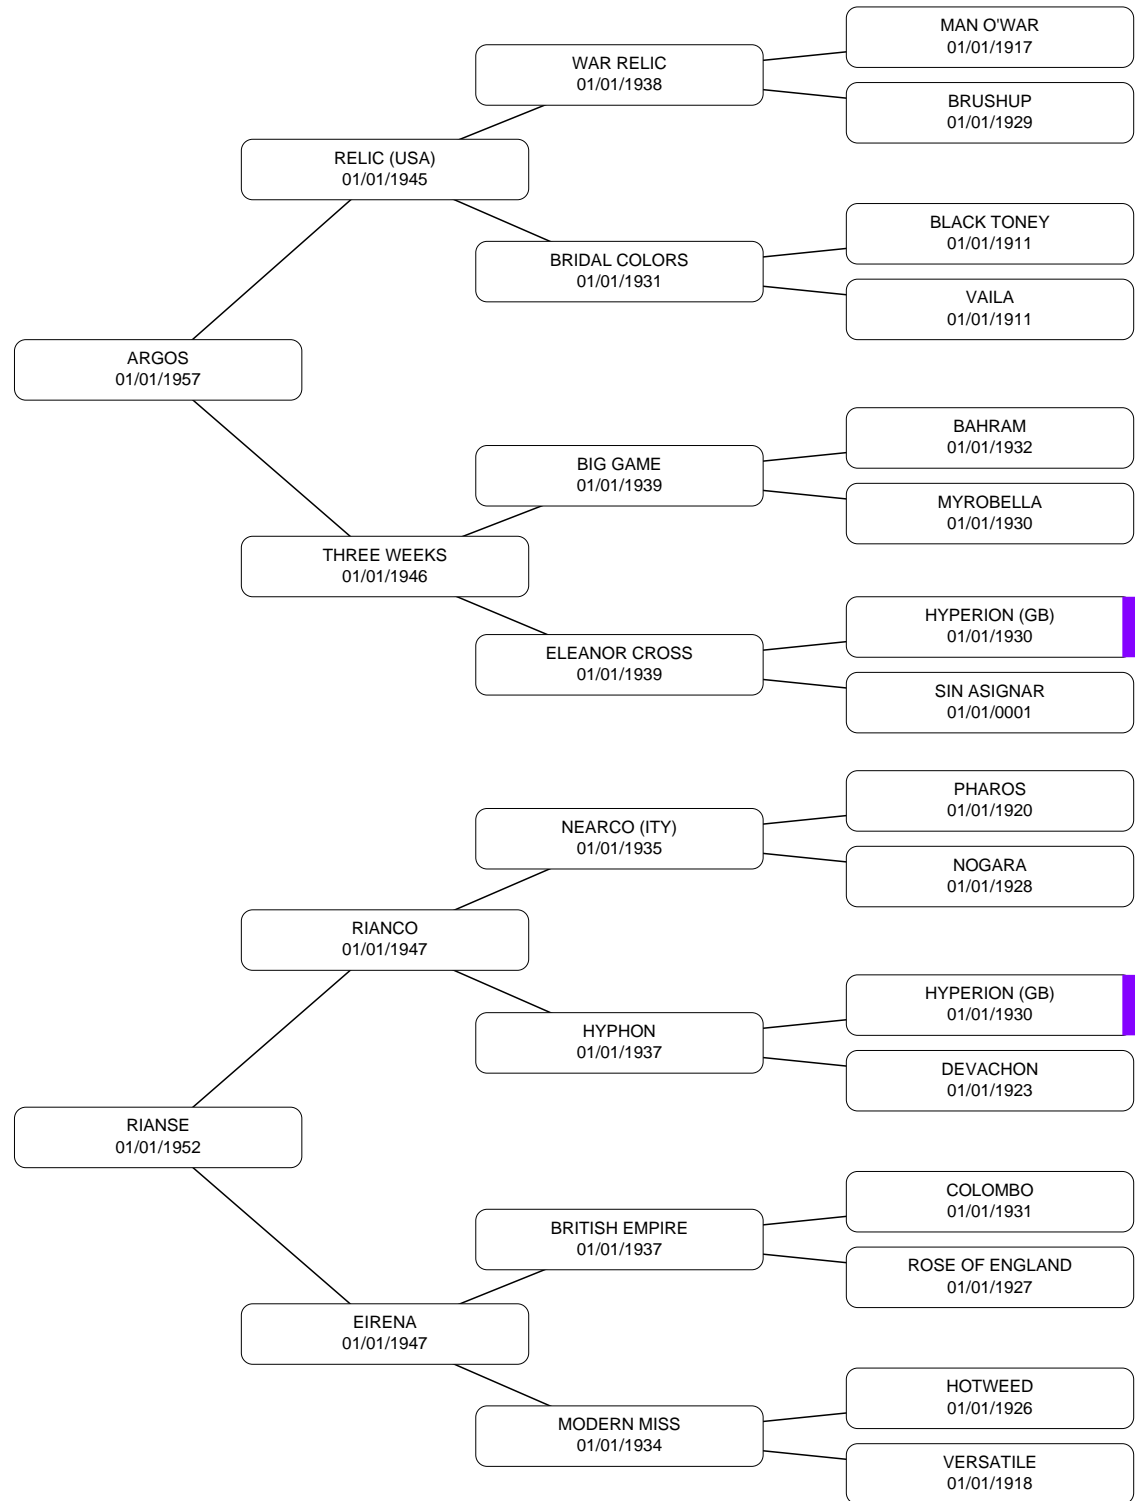 MAN O'WAR
01/01/1917
WAR RELIC
01/01/1938
BRUSHUP
01/01/1929
RELIC (USA)
01/01/1945
BLACK TONEY
01/01/1911
BRIDAL COLORS
01/01/1931
VAILA
01/01/1911
ARGOS
01/01/1957
BAHRAM
01/01/1932
BIG GAME
01/01/1939
MYROBELLA
01/01/1930
THREE WEEKS
01/01/1946
HYPERION (GB)
01/01/1930
ELEANOR CROSS
01/01/1939
SIN ASIGNAR
01/01/0001
PHAROS
01/01/1920
NEARCO (ITY)
01/01/1935
NOGARA
01/01/1928
RIANCO
01/01/1947
HYPERION (GB)
01/01/1930
HYPHON
01/01/1937
DEVACHON
01/01/1923
RIANSE
01/01/1952
COLOMBO
01/01/1931
BRITISH EMPIRE
01/01/1937
ROSE OF ENGLAND
01/01/1927
EIRENA
01/01/1947
HOTWEED
01/01/1926
MODERN MISS
01/01/1934
VERSATILE
01/01/1918